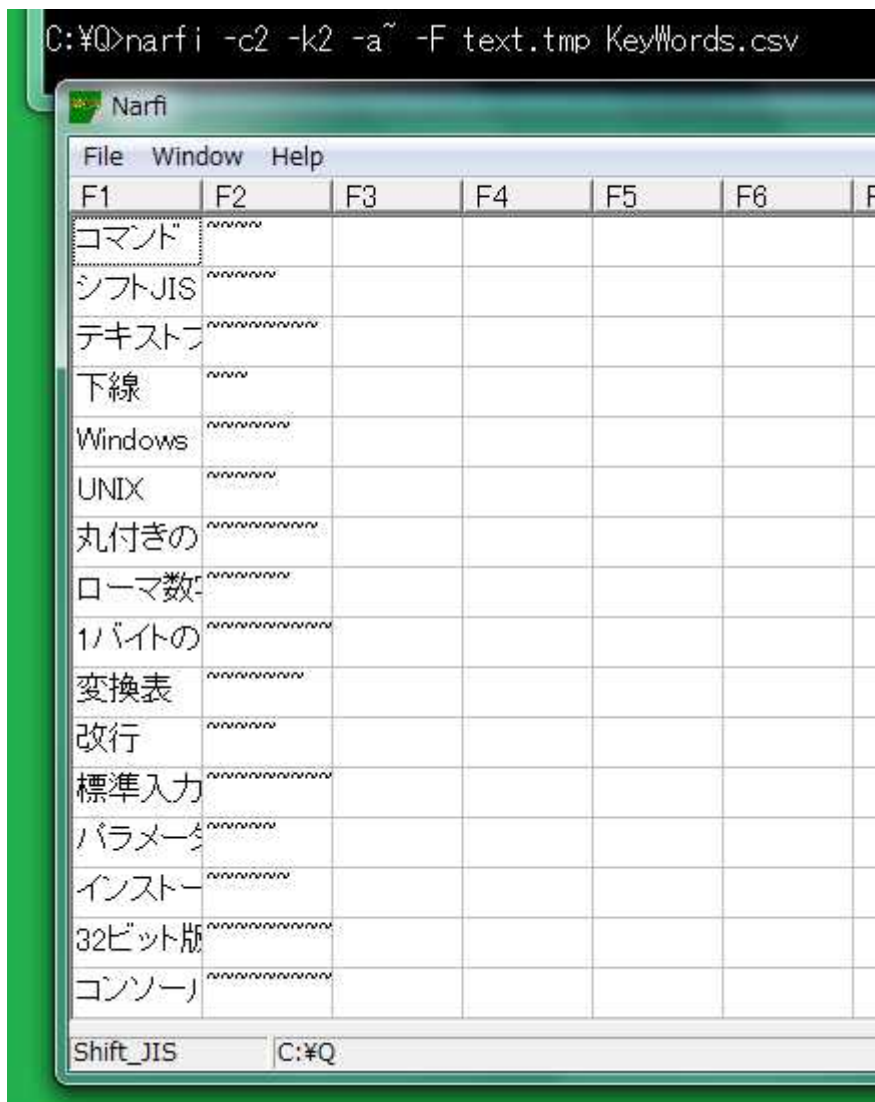 C:¥Q>narfi -c2 -k2 -a~ -F text.tmp KeyWords.csv
Narfi
File Window Help
F1 F2 F3 F4 F5 F6
コマンド ~~~~
シフトJIS ~~~~~
テキストフ ~~~~~~~~
下線 ~~~
Windows ~~~~~~
UNIX ~~~~~
丸付きの ~~~~~~~~
ローマ数 ~~~~~~
1バイトの ~~~~~~~~~
変換表 ~~~~~~~
改行 ~~~~~
標準入力 ~~~~~~~~~
パラメータ ~~~~~
インストー ~~~~~~
32ビット版 ~~~~~~~~~
コンソール ~~~~~~~~~
Shift_JIS C:¥Q